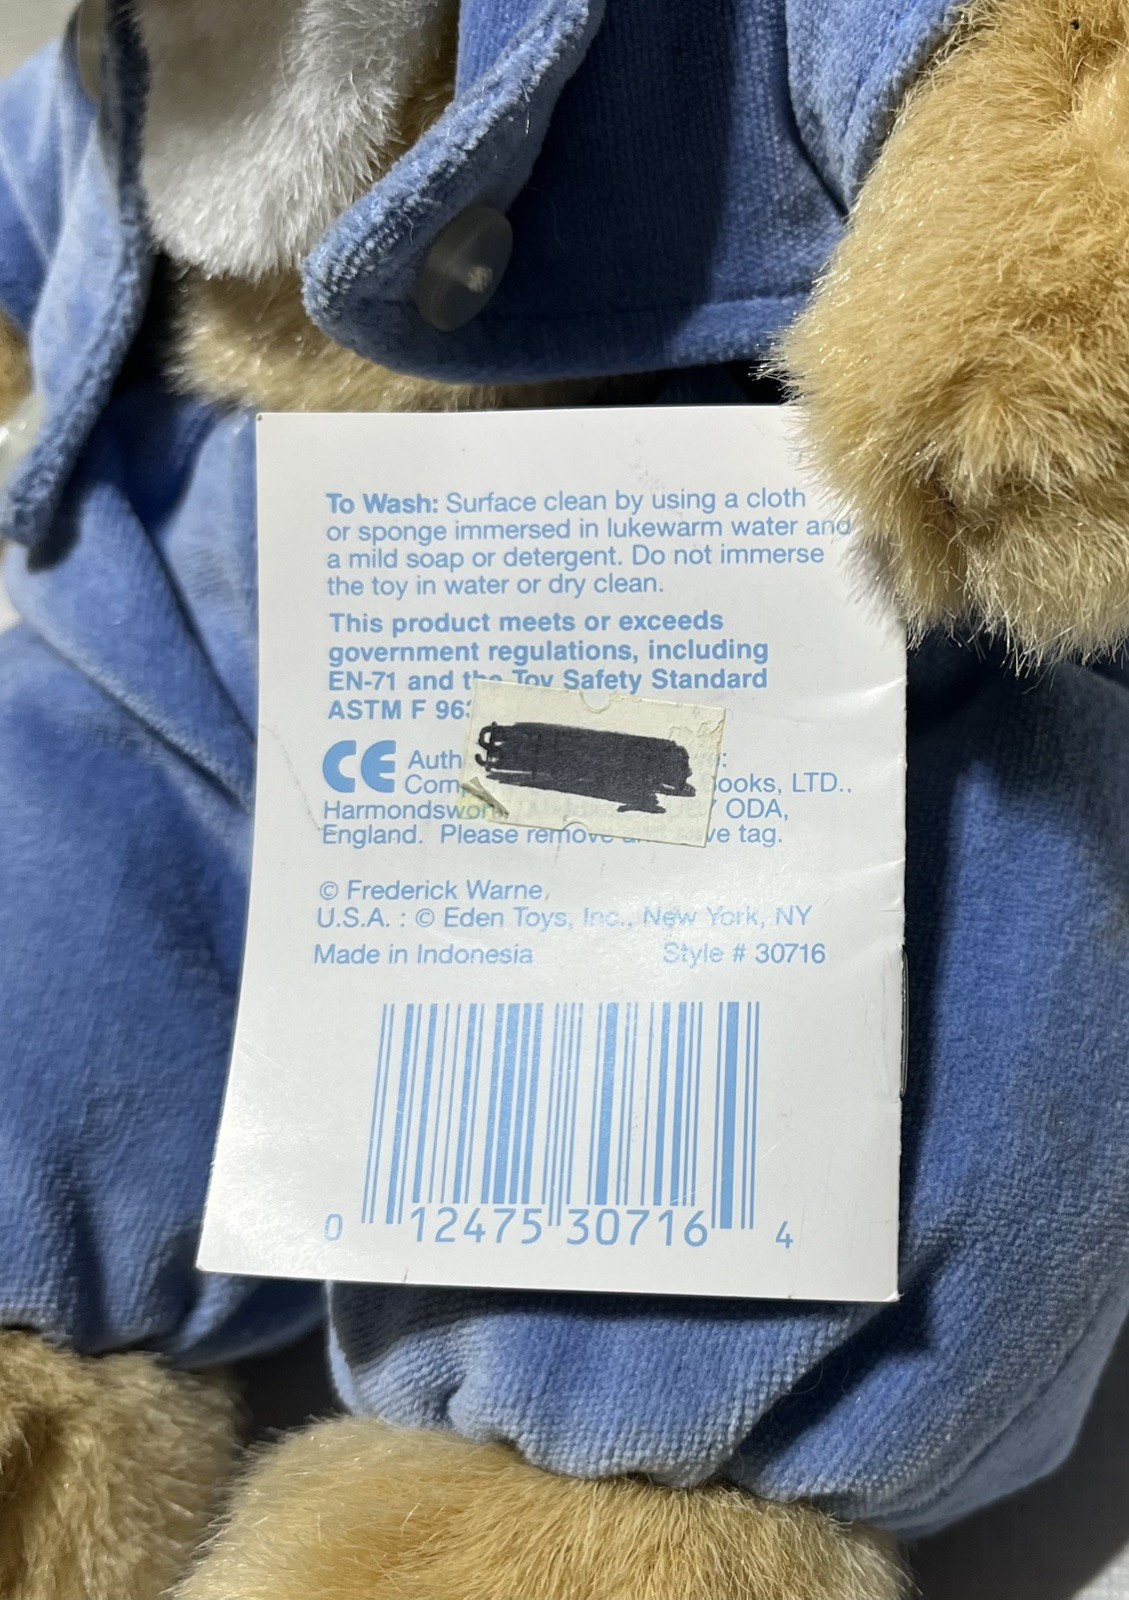 To Wash: Surface clean by using a cloth
or sponge immersed in lukewarm water and
a mild soap or detergent. Do not immerse
the toy in water or dry clean.
This product meets or exceeds
government regulations, including
EN-71 and the Toy Safety Standard
ASTM F 963
CE Auth
Com Books, LTD.,
Harmondswor ODA,
England. Please remove ve tag.
© Frederick Warne,
U.S.A. : © Eden Toys, Inc., New York, NY
Made in Indonesia Style # 30716
0 12475 30716 4